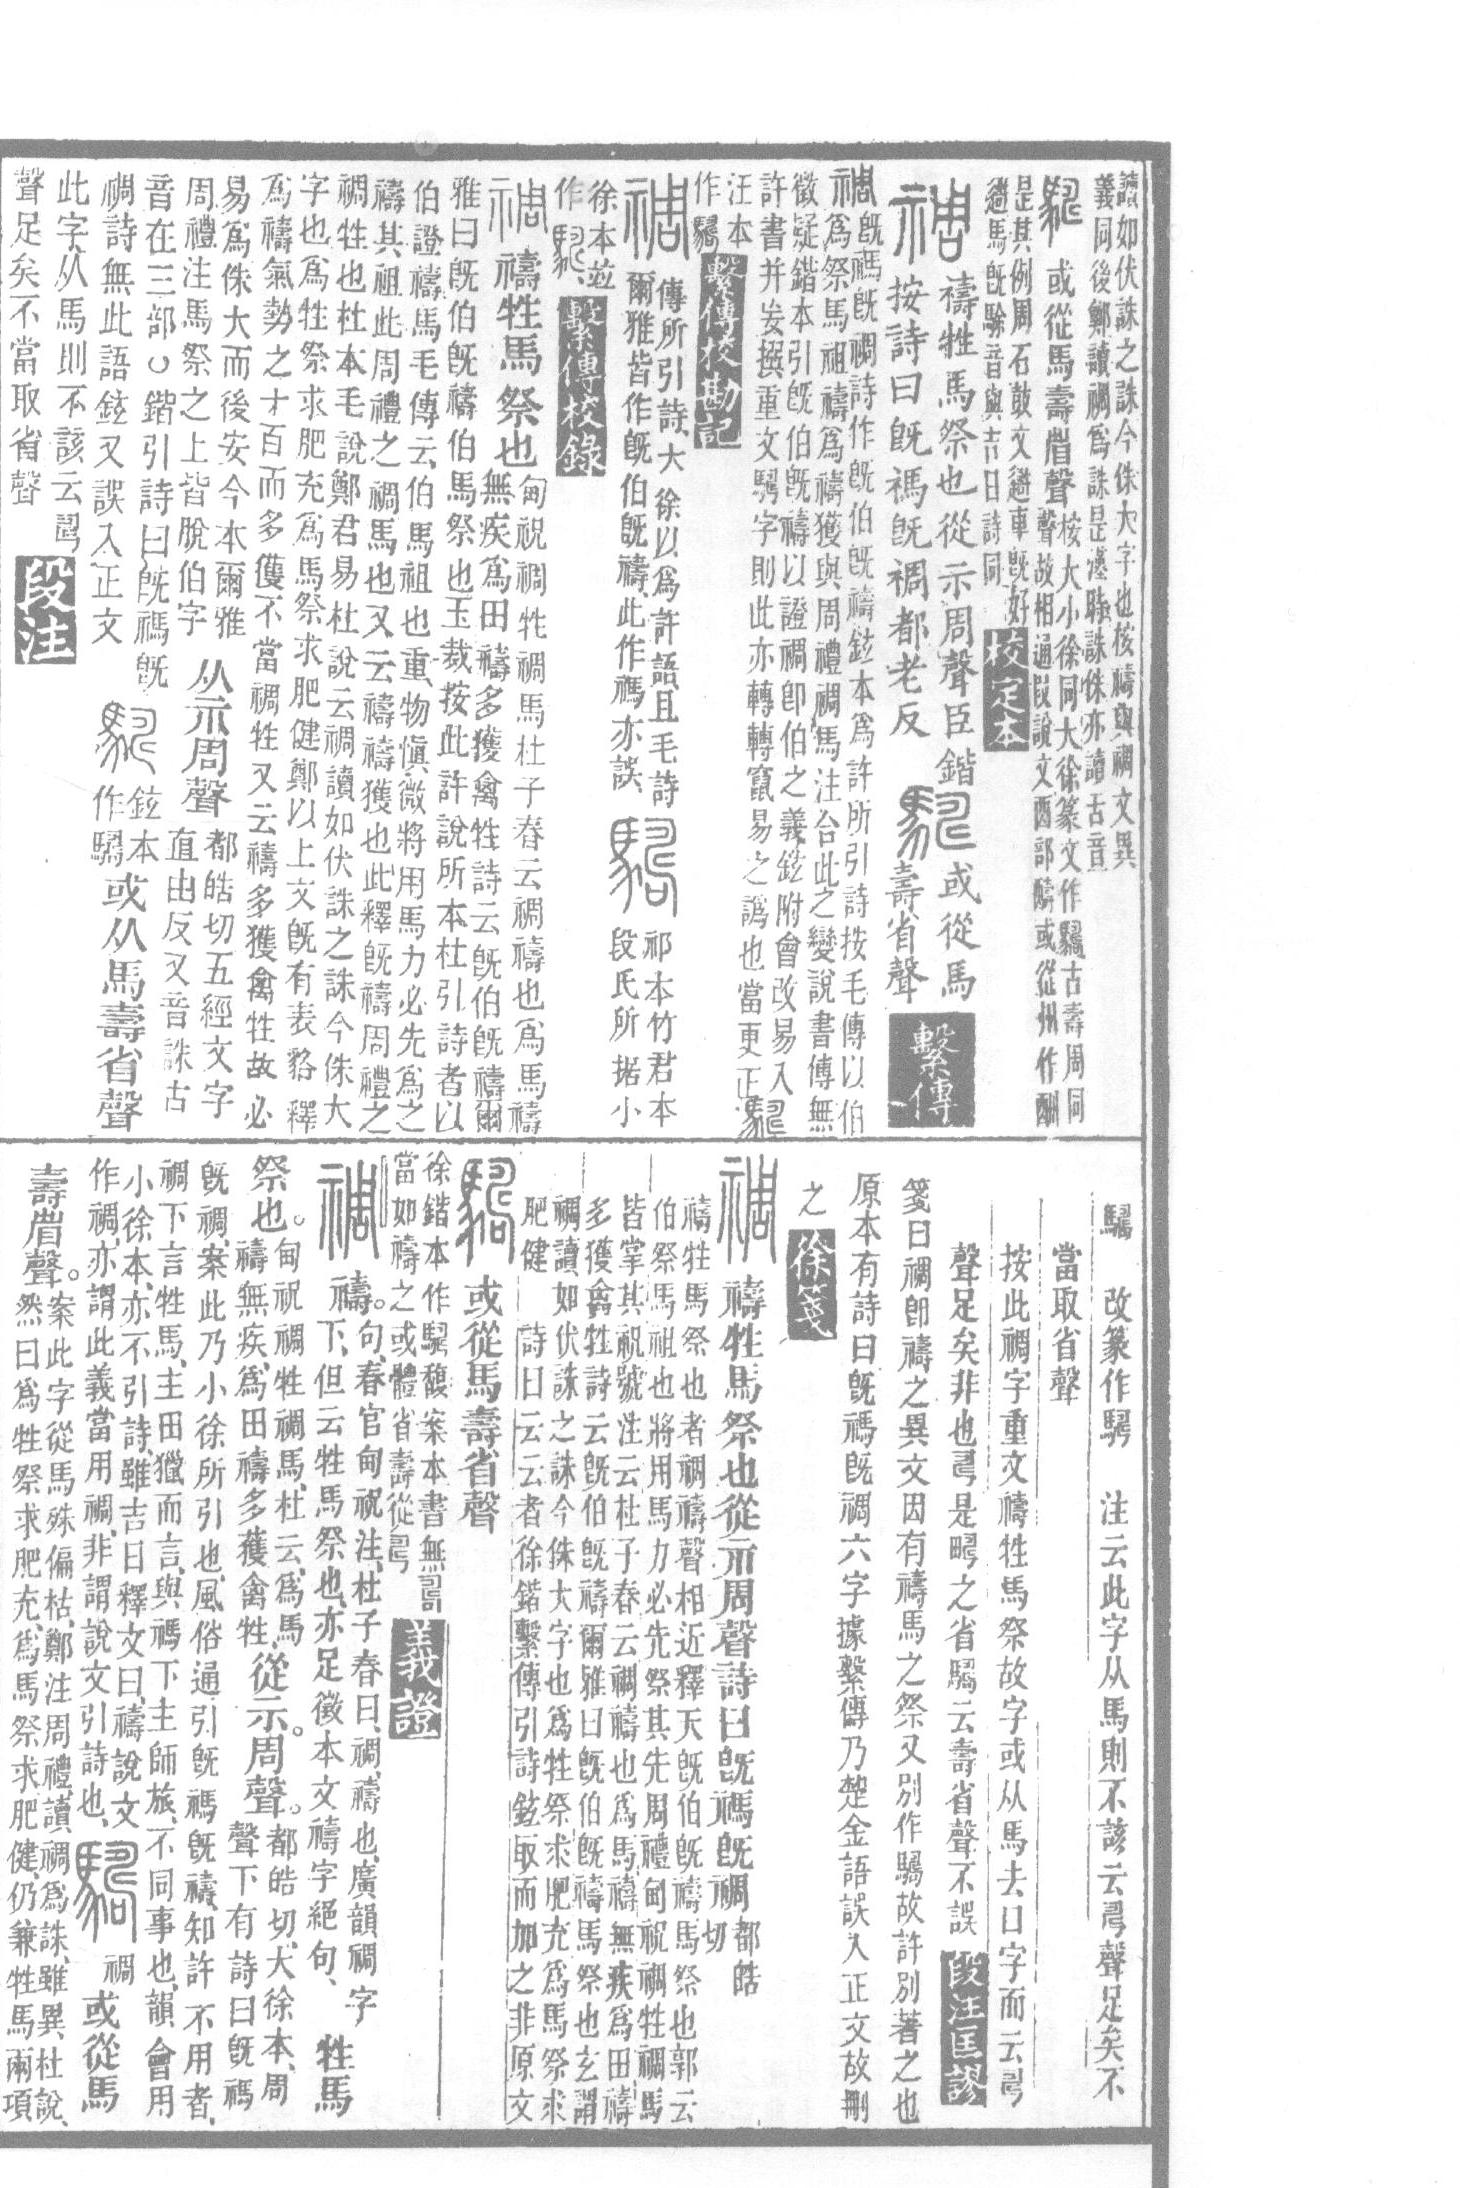 讀如伏誅之誅今侏大字也按禱與禂文異
義同後鄭讀禂爲誅是漢時誅侏亦讀古音
或從馬壽省聲
按大小徐同大徐篆文作騳古壽周同
聲故相通叚說文酉部醻或從州作酬
是其例周石鼓文避車旣好
避馬旣騊音與吉日詩同
校定本
禂
禱牲馬祭也從示周聲臣鍇
按詩曰旣禡旣禂都老反
或從馬
壽省聲
繫傳
禂旣禡旣禂詩作旣伯旣禱鉉本爲許所引詩按毛傳以伯
爲祭馬祖禱爲禱獲與周禮禂馬注合此之變說書傳無
徵疑鍇本引旣伯旣禱以證禂卽伯之義鉉附會改易入
許書并妄撰重文騳字則此亦轉轉竄易之譌也當更正
汪本
作騳
繫傳校勘記
禂
傳所引詩大徐以爲許語且毛詩
爾雅皆作旣伯旣禱此作禡亦誤
祁本竹君本
段氏所据小
徐本並
作
繫傳校錄
禂
禱牲馬祭也
甸祝禂牲禂馬杜子春云禂禱也爲馬禱
無疾爲田禱多獲禽牲詩云旣伯旣禱爾
雅曰旣伯旣禱伯馬祭也玉裁按此許說所本杜引詩者以
伯證禱馬毛傳云伯馬祖也重物愼微將用馬力必先爲之
禱其祖此周禮之禂馬也又云禱禱獲也此釋旣禱周禮之
禂牲也杜本毛說鄭君易杜說云禂讀如伏誅之誅今侏大
字也爲牲祭求肥充爲馬祭求肥健鄭以上文旣有表貉釋
爲禱氣勢之十百而多獲不當禂牲又云禱多獲禽牲故必
易爲侏大而後安今本爾雅
周禮注馬祭之上皆脫伯字
从示周聲
都皓切五經文字
直由反又音誅古
音在三部鍇引詩曰旣禡旣
禂詩無此語鉉又誤入正文
鉉本
作騳
或从馬壽省聲
此字从馬則不該云
聲足矣不當取省聲
段注
騳 改篆作 注云此字从馬則不該云聲足矣不
當取省聲
按此禂字重文禱牲馬祭故字或从馬去口字而云
聲足矣非也是疇之省騳云壽省聲不誤
段注匡謬
箋曰禂卽禱之異文因有禱馬之祭又別作騳故許別著之也
原本有詩曰旣禡旣禂六字據繫傳乃楚金語誤入正文故刪
之
徐箋
禂
禱牲馬祭也從示周聲詩曰旣禡旣禂
都皓
切
禱牲馬祭也者禂禱聲相近釋天旣伯旣禱馬祭也郭云
伯祭馬祖也將用馬力必先祭其先周禮甸祝禂牲禂馬
皆掌其祝號注云杜子春云禂禱也爲馬禱無疾爲田禱
多獲禽牲詩云旣伯旣禱爾雅曰旣伯旣禱馬祭也玄謂
禂讀如伏誅之誅今侏大字也爲牲祭求肥充爲馬祭求
肥健 詩曰云云者徐鍇繫傳引詩鉉取而加之非原文
或從馬壽省聲
徐鍇本作騳馥案本書無
當如禱之或體省壽從
義證
禂
禱
句春官甸祝注杜子春曰禂禱也廣韻禂字
下但云牲馬祭也亦足徵本文禱字絕句
牲馬
祭也
甸祝禂牲禂馬杜云爲馬
禱無疾爲田禱多獲禽牲
從示周聲
都皓切大徐本周
聲下有詩曰旣禡
旣禂案此乃小徐所引也風俗通引旣禡旣禱知許不用者
禂下言牲馬主田獵而言與禡下主師旅不同事也韻會用
小徐本亦不引詩雖吉日釋文曰禱說文
作禂亦謂此義當用禂非謂說文引詩也
禂
或從馬
壽省聲
案此字從馬殊偏枯鄭注周禮讀禂爲誅雖異杜說
然曰爲牲祭求肥充爲馬祭求肥健仍兼牲馬兩項